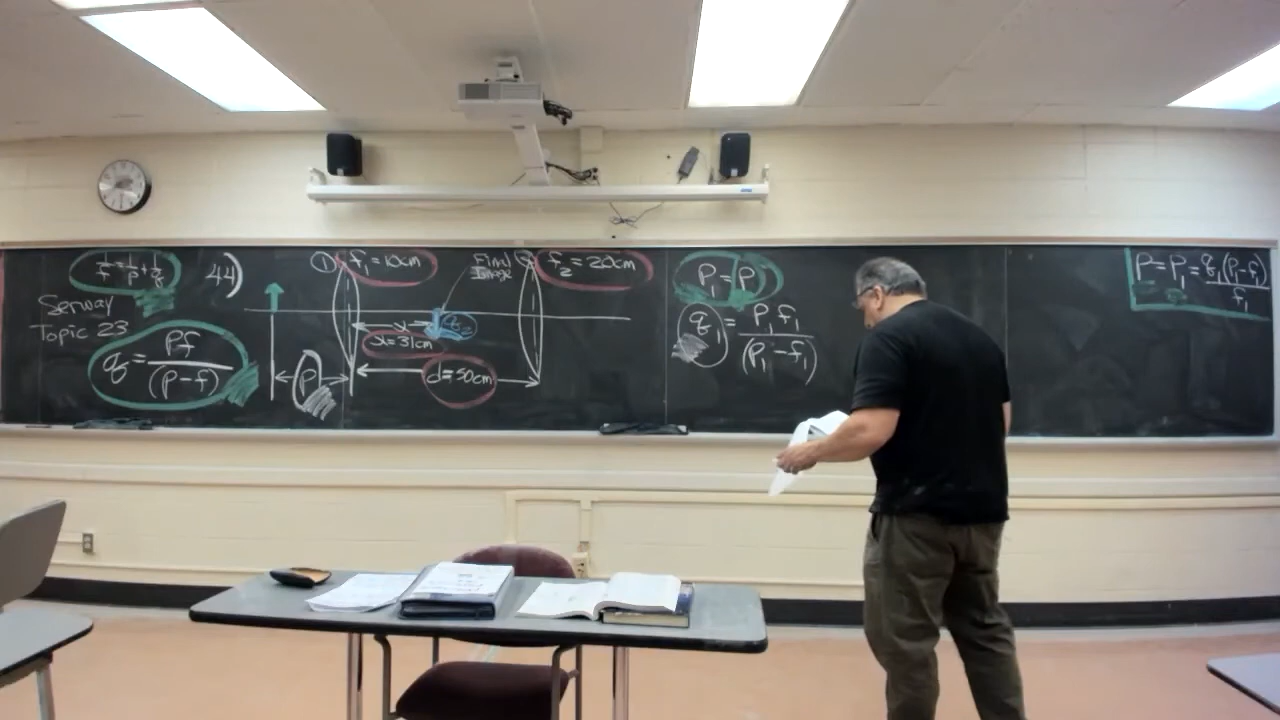 1/f = 1/p + 1/q
Serway
Topic 23
q = pf/(p-f)
44)
p
① f₁ = 10cm
Final
Image
f₂ = 20cm
x
x = 31cm
d = 50cm
p₁ = p
q₁ = p₁f₁/(p₁-f₁)
p = p₁ = q₁(p₁-f₁)/f₁